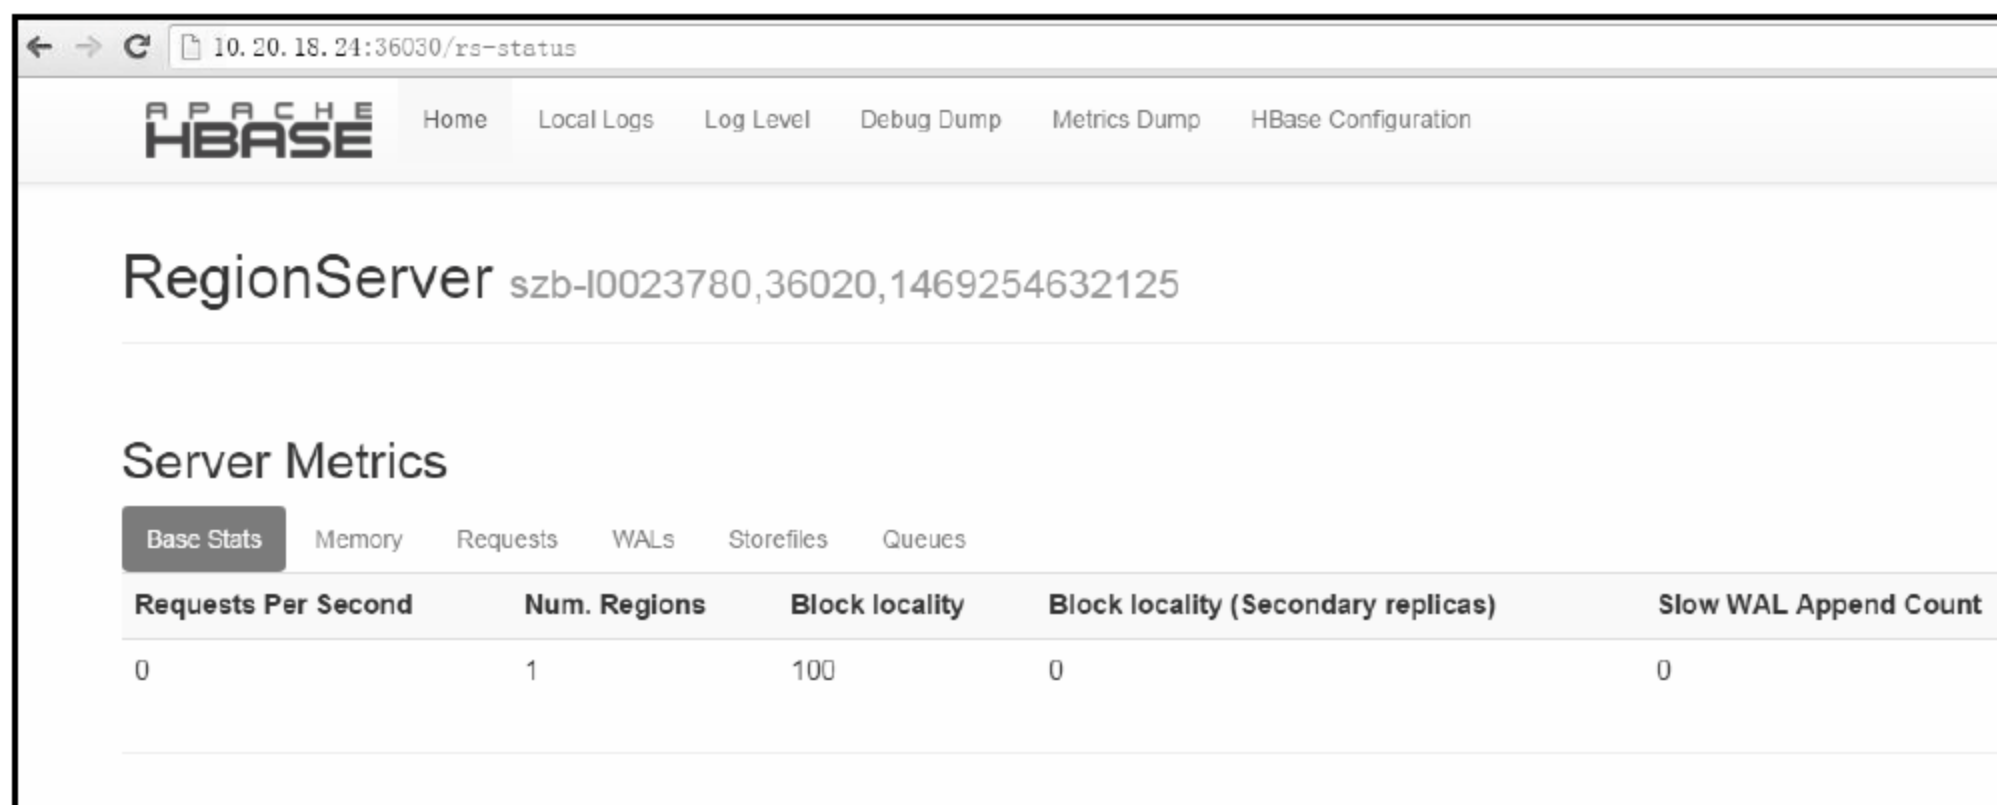 10.20.18.24:36030/rs-status
APACHE
HBASE
Home Local Logs Log Level Debug Dump Metrics Dump HBase Configuration
RegionServer szb-l0023780,36020,1469254632125
Server Metrics
Base Stats Memory Requests WALs Storefiles Queues
Requests Per Second Num. Regions Block locality Block locality (Secondary replicas) Slow WAL Append Count
0 1 100 0 0